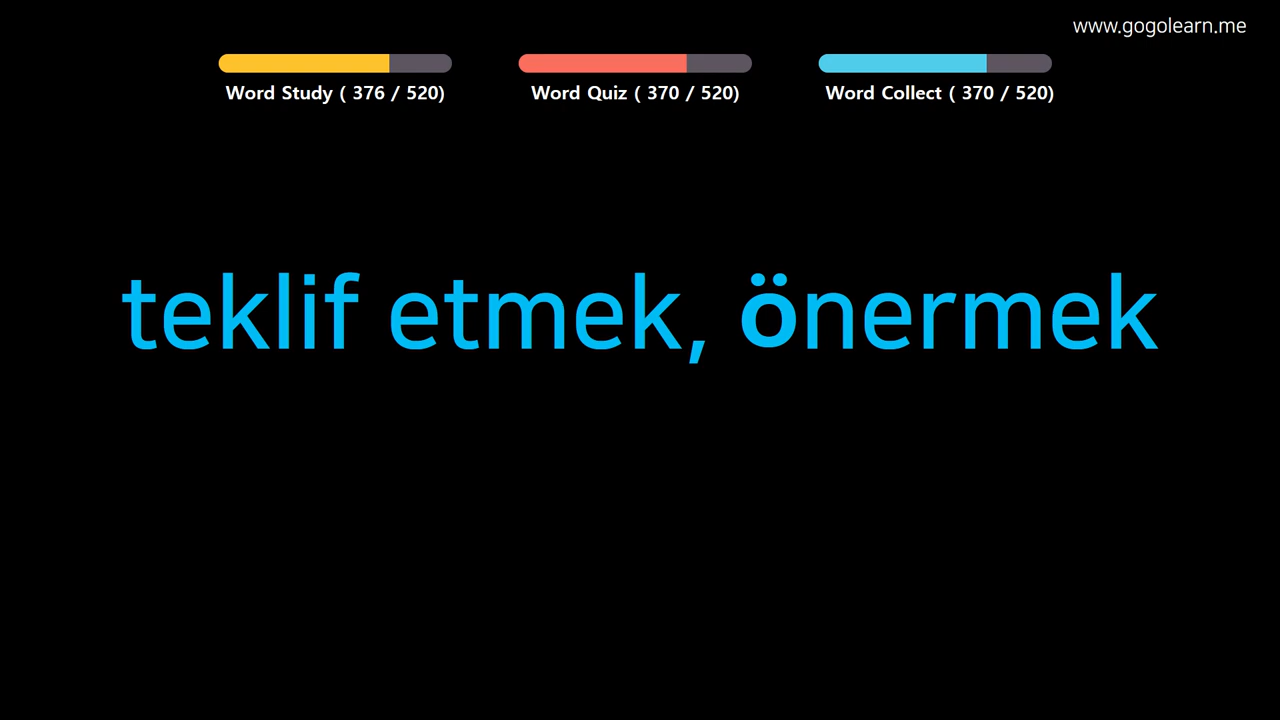 www.gogolearn.me
Word Study ( 376 / 520)
Word Quiz ( 370 / 520)
Word Collect ( 370 / 520)
teklif etmek, önermek